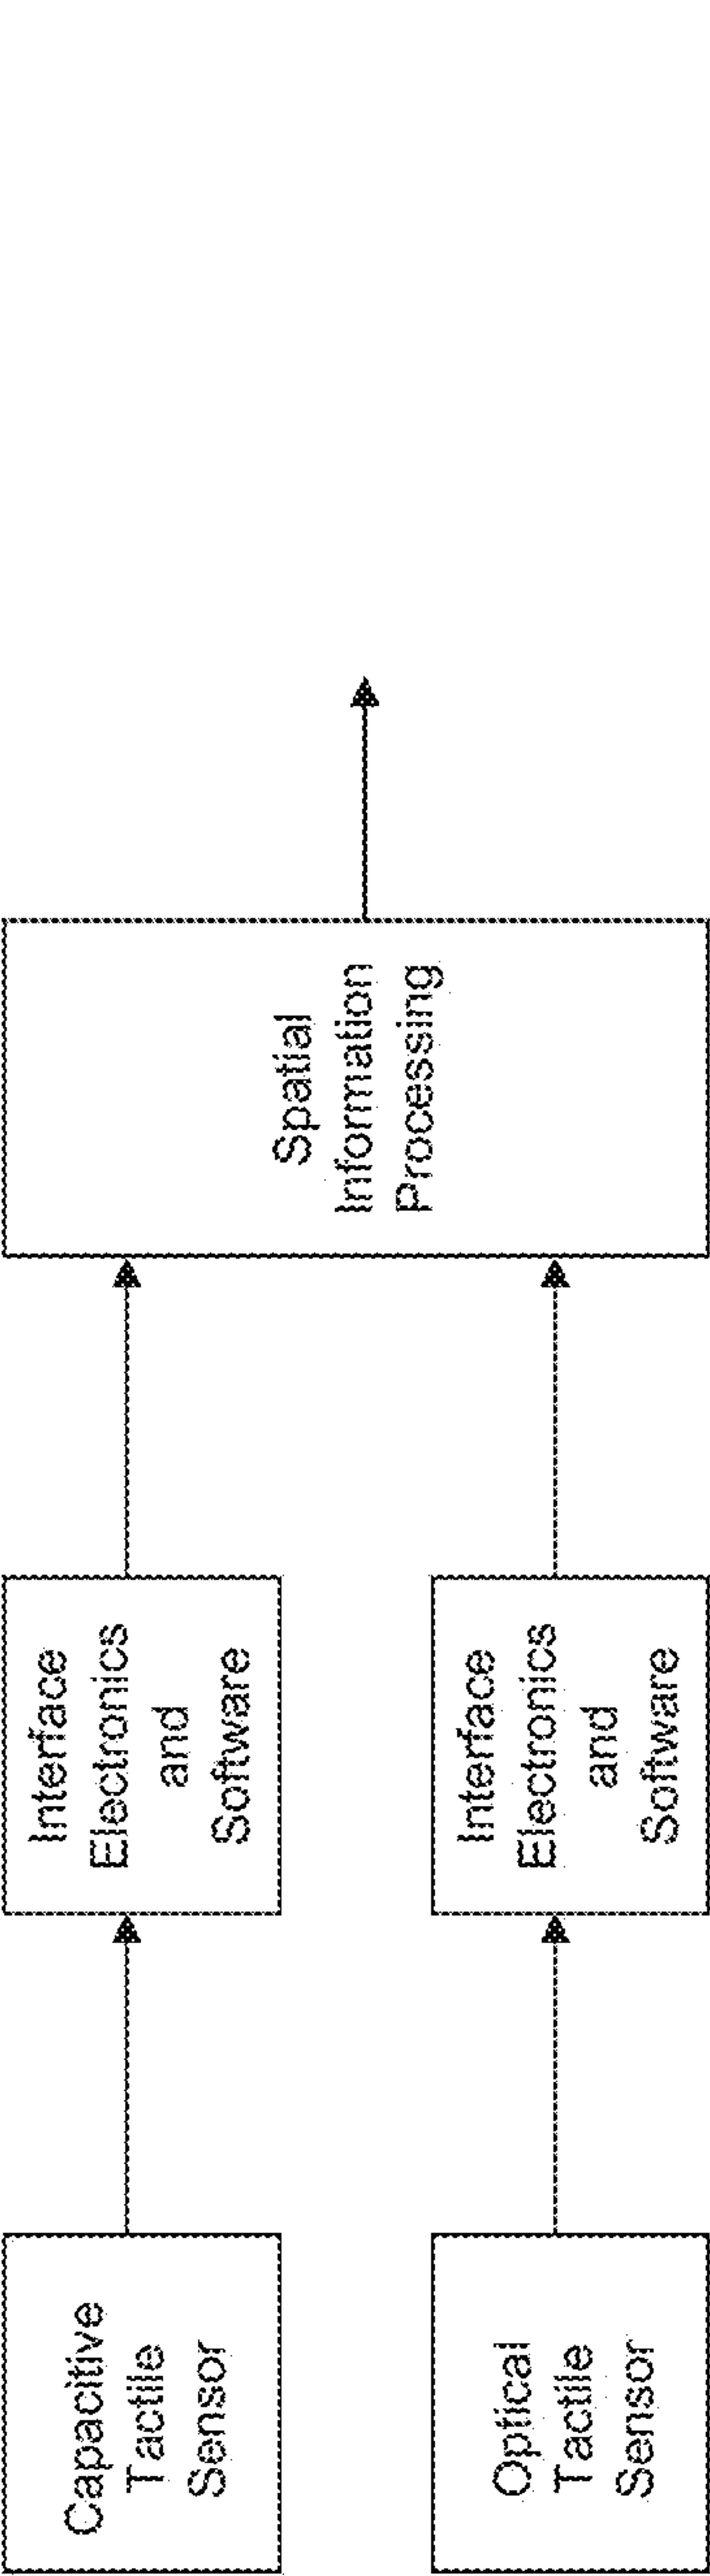 Capacitive
Tactile
Sensor
Interface
Electronics
and
Software
Optical
Tactile
Sensor
Interface
Electronics
and
Software
Spatial
Information
Processing